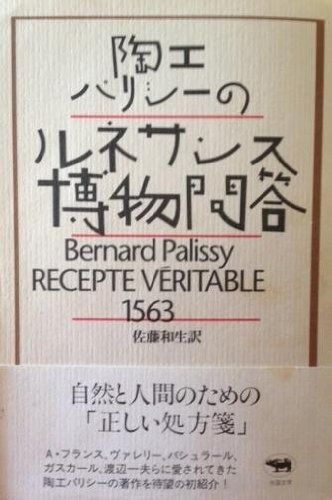 陶工
パリシーの
ルネサンス
博物問答
Bernard Palissy
RECEPTE VÉRITABLE
1563
佐藤和生訳
自然と人間のための
「正しい処方箋」
A・フランス、ヴァレリー、バシュラール、
ガスカール、渡辺一夫らに愛されてきた
陶工パリシーの著作を待望の初紹介！
晶文社